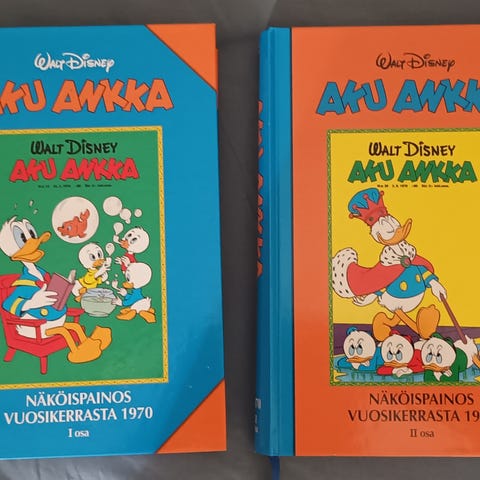 WALT DISNEY
AKU ANKKA
WALT DISNEY
AKU ANKKA
NÄKÖISPAINOS
VUOSIKERRASTA 1970
I osa
WALT DISNEY
AKU ANKK
WALT DISNEY
AKU ANKKA
NÄKÖISPAINOS
VUOSIKERRASTA 19
II osa
ANKKA